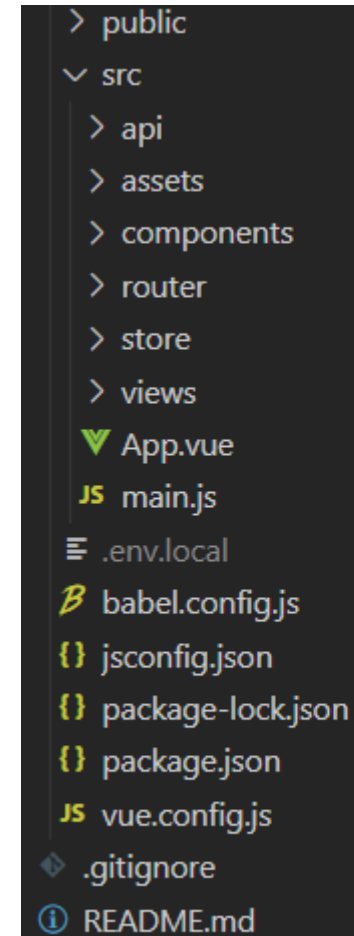 public
src
api
assets
components
router
store
views
App.vue
JS main.js
.env.local
babel.config.js
{} jsconfig.json
{} package-lock.json
{} package.json
JS vue.config.js
.gitignore
README.md